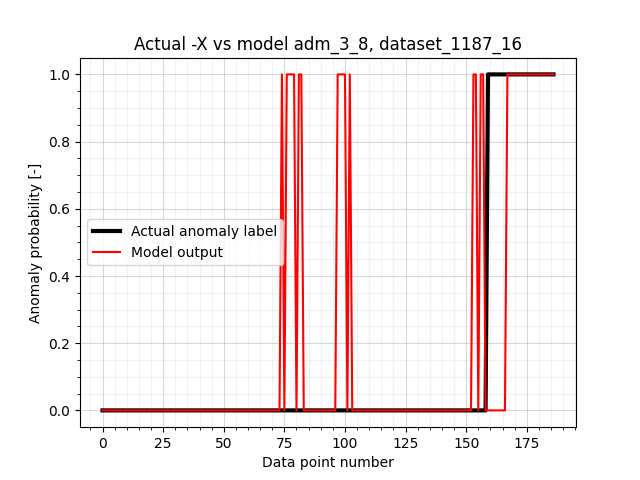 Actual -X vs model adm_3_8, dataset_1187_16
Anomaly probability [-]
1.0
0.8
0.6
0.4
0.2
0.0
Actual anomaly label
Model output
0 25 50 75 100 125 150 175
Data point number